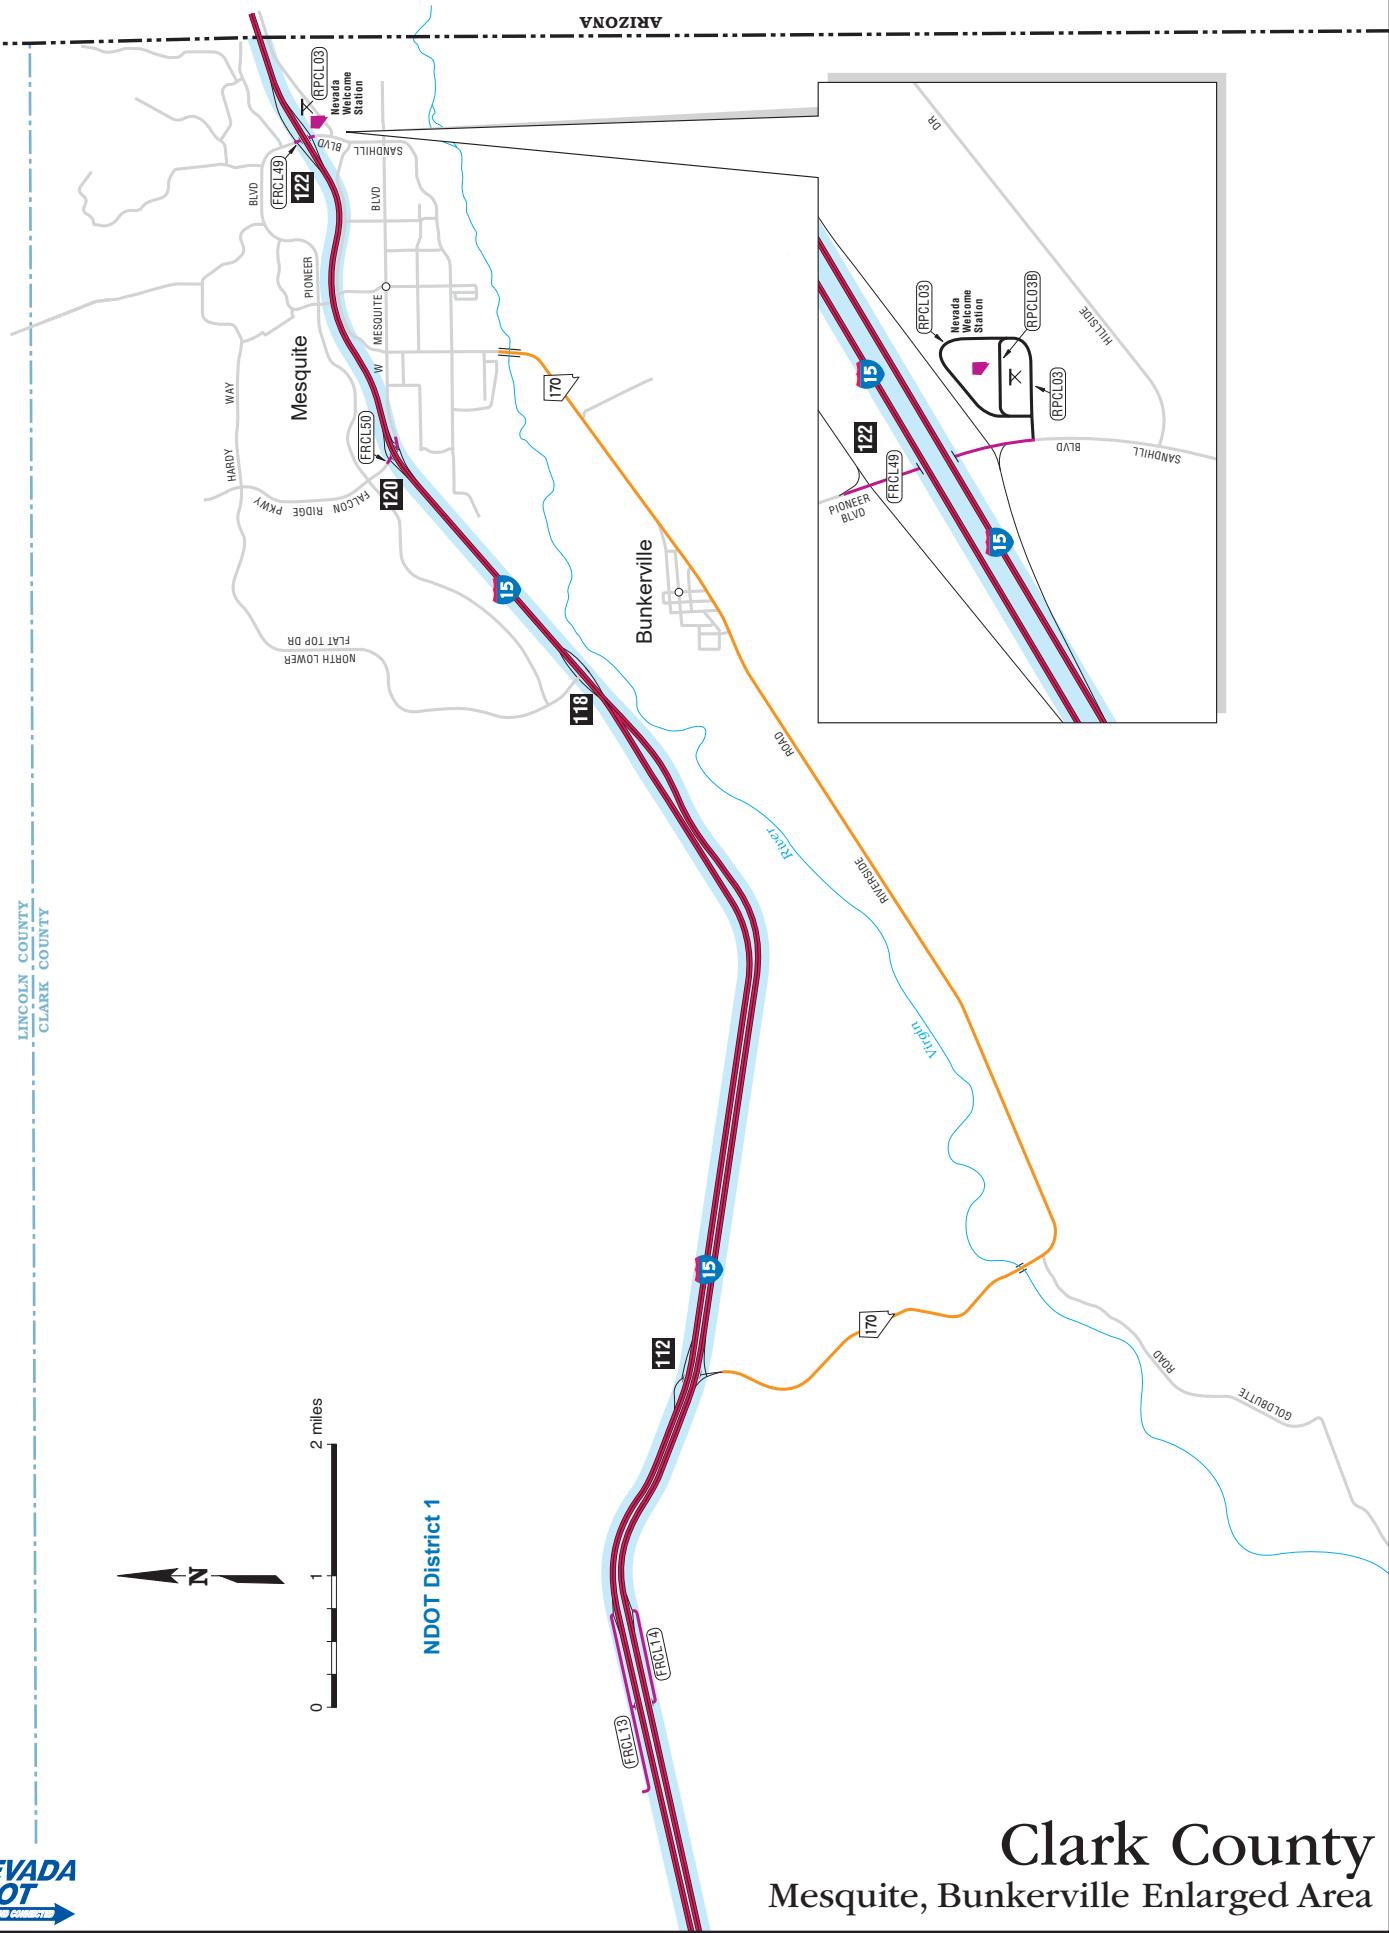 ARIZONA
LINCOLN COUNTY
CLARK COUNTY
RPCL03
Nevada
Welcome
Station
FRCL49
122
SANDHILL
BLVD
PIONEER
BLVD
W
MESQUITE
BLVD
Mesquite
HARDY
WAY
FRCL50
120
FALCON
RIDGE
PKWY
170
15
Bunkerville
NORTH LOWER
FLAT TOP DR
118
RIVERSIDE
ROAD
Virgin
River
15
112
170
GOLDBUTTE
ROAD
0
1
2 miles
N
NDOT District 1
FRCL13
FRCL14
HILLSIDE
DR
15
122
RPCL03
Nevada
Welcome
Station
RPCL03B
RPCL03
FRCL49
PIONEER
BLVD
SANDHILL
BLVD
15
EVADA
OT
Clark County
Mesquite, Bunkerville Enlarged Area